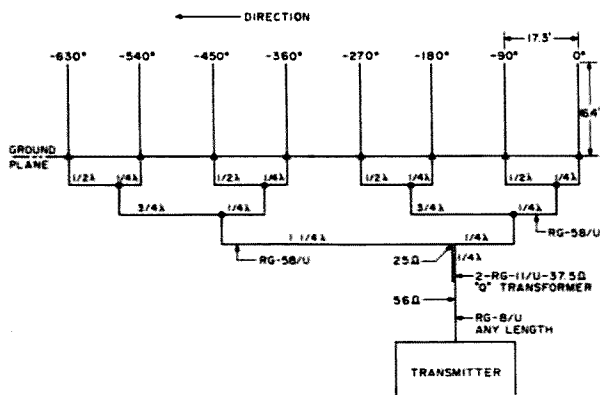 DIRECTION
-630° -540° -450° -360° -270° -180° -90° 0°
17.3'
16.4'
GROUND
PLANE
1/2λ 1/4λ 1/2λ 1/4λ 1/2λ 1/4λ 1/2λ 1/4λ
3/4λ 1/4λ 3/4λ 1/4λ
RG-58/U
1 1/4λ 1/4λ
RG-58/U
25Ω 1/4λ
2-RG-11/U-37.5Ω
"Q" TRANSFORMER
56Ω
RG-8/U
ANY LENGTH
TRANSMITTER